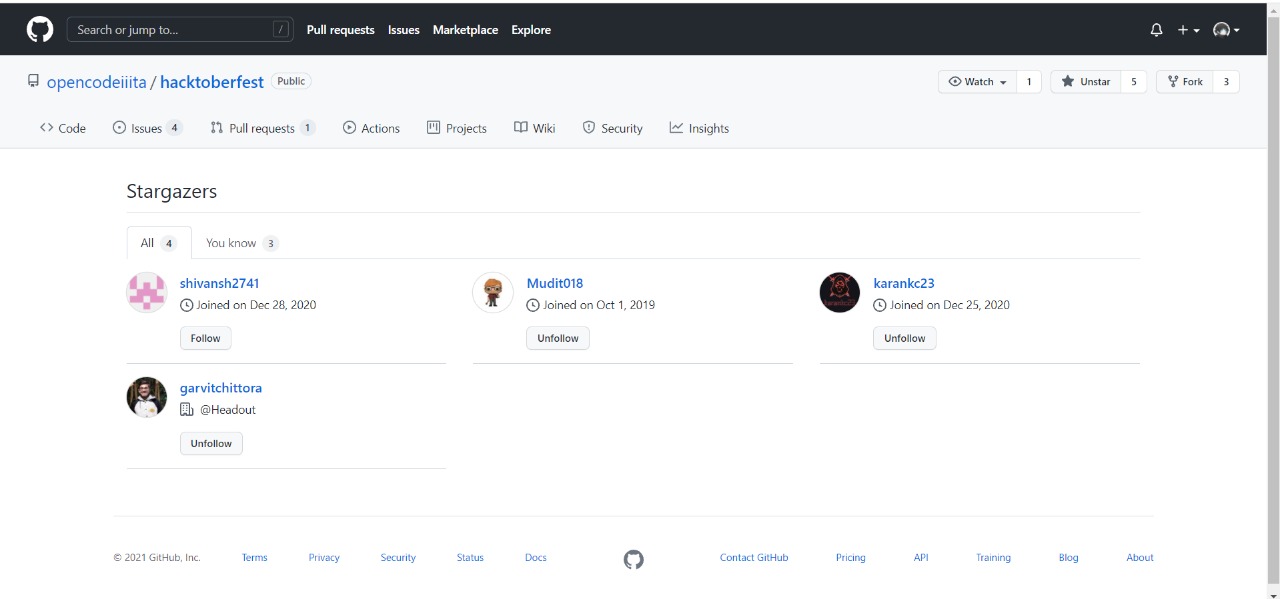 Search or jump to... / Pull requests Issues Marketplace Explore
opencodeiiita / hacktoberfest Public Watch 1 Unstar 5 Fork 3
Code Issues 4 Pull requests 1 Actions Projects Wiki Security Insights
Stargazers
All 4 You know 3
shivansh2741 Mudit018 karankc23
Joined on Dec 28, 2020 Joined on Oct 1, 2019 Joined on Dec 25, 2020
Follow Unfollow Unfollow
garvitchittora
@Headout
Unfollow
© 2021 GitHub, Inc. Terms Privacy Security Status Docs Contact GitHub Pricing API Training Blog About